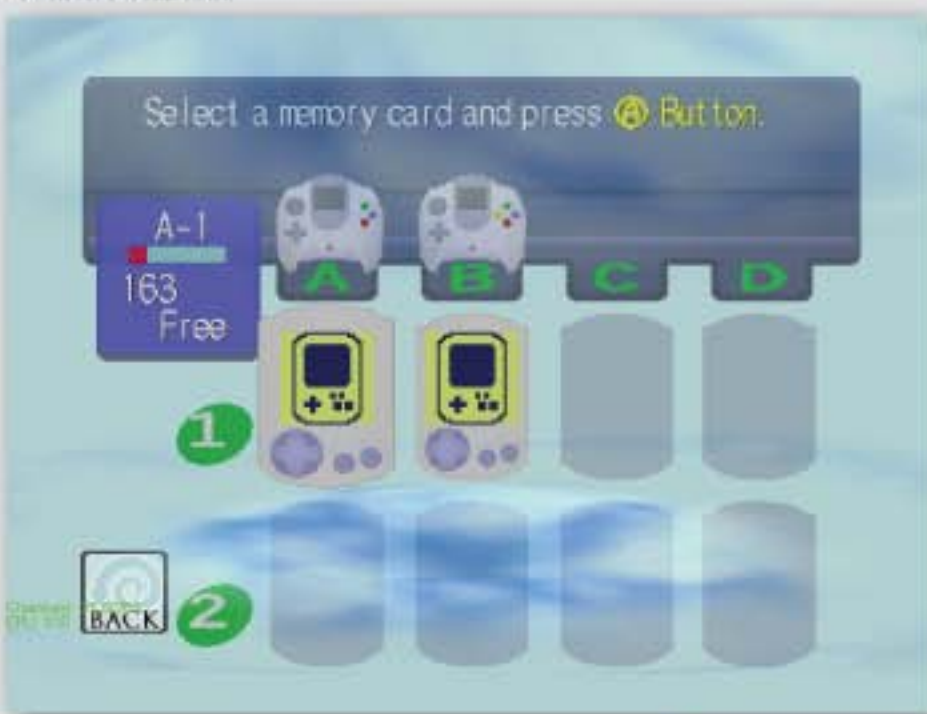 Select a memory card and press Ⓐ Button.
A-1
163
Free
A
B
C
D
1
2
BACK